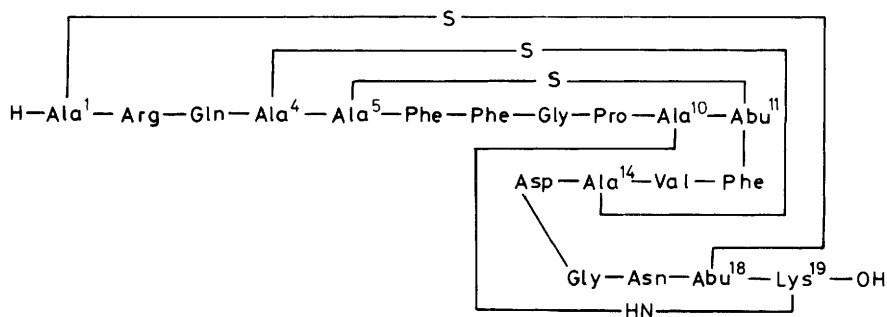 S
S
S
H—Ala¹—Arg—Gln—Ala⁴—Ala⁵—Phe—Phe—Gly—Pro—Ala¹⁰—Abu¹¹
Asp—Ala¹⁴—Val—Phe
Gly—Asn—Abu¹⁸—Lys¹⁹—OH
HN